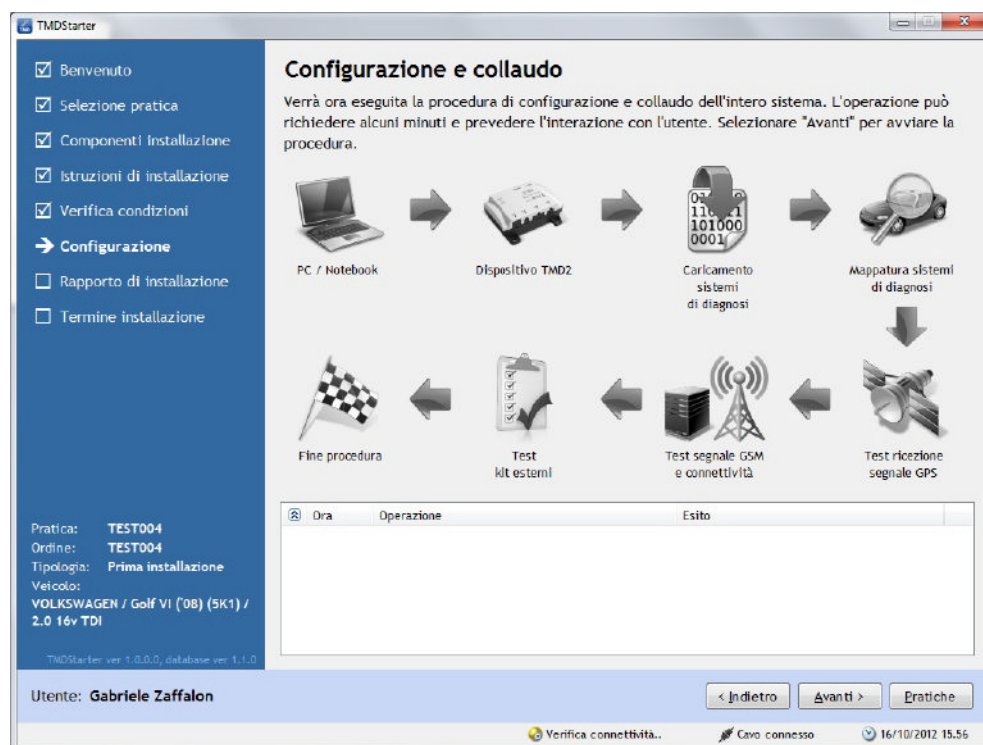 TMDStarter
Benvenuto
Selezione pratica
Componenti installazione
Istruzioni di installazione
Verifica condizioni
Configurazione
Rapporto di installazione
Termine installazione
Pratica: TEST004
Ordine: TEST004
Tipologia: Prima installazione
Veicolo:
VOLKSWAGEN / Golf VI ('08) (5K1) /
2.0 16v TDI
TMDStarter ver 1.0.0.0, database ver 1.1.0
Configurazione e collaudo
Verrà ora eseguita la procedura di configurazione e collaudo dell'intero sistema. L'operazione può
richiedere alcuni minuti e prevedere l'interazione con l'utente. Selezionare "Avanti" per avviare la
procedura.
PC / Notebook
Dispositivo TMD2
Caricamento
sistemi
di diagnosi
Mappatura sistemi
di diagnosi
Fine procedura
Test
kit esterni
Test segnale GSM
e connettività
Test ricezione
segnale GPS
Ora Operazione Esito
Utente: Gabriele Zaffalon
< Indietro Avanti > Pratiche
Verifica connettività.. Cavo connesso 16/10/2012 15.56